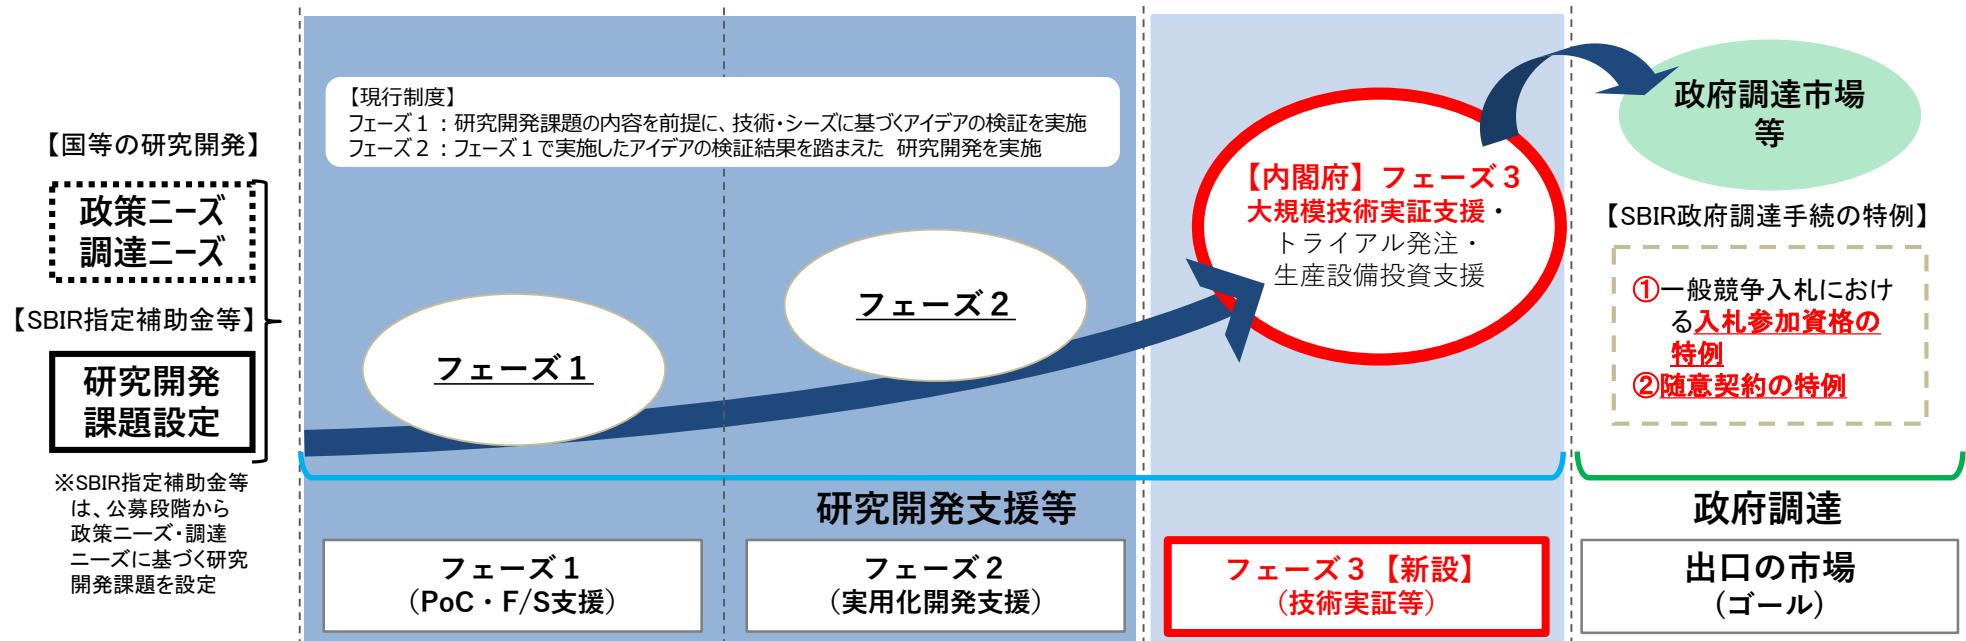 【国等の研究開発】
政策ニーズ
調達ニーズ
【SBIR指定補助金等】
研究開発
課題設定
※SBIR指定補助金等
は、公募段階から
政策ニーズ・調達
ニーズに基づく研究
開発課題を設定
【現行制度】
フェーズ１：研究開発課題の内容を前提に、技術・シーズに基づくアイデアの検証を実施
フェーズ２：フェーズ１で実施したアイデアの検証結果を踏まえた 研究開発を実施
フェーズ１
フェーズ２
【内閣府】フェーズ３
大規模技術実証支援・
トライアル発注・
生産設備投資支援
政府調達市場
等
【SBIR政府調達手続の特例】
①一般競争入札におけ
る入札参加資格の
特例
②随意契約の特例
研究開発支援等
政府調達
フェーズ１
（PoC・F/S支援）
フェーズ２
（実用化開発支援）
フェーズ３【新設】
（技術実証等）
出口の市場
（ゴール）